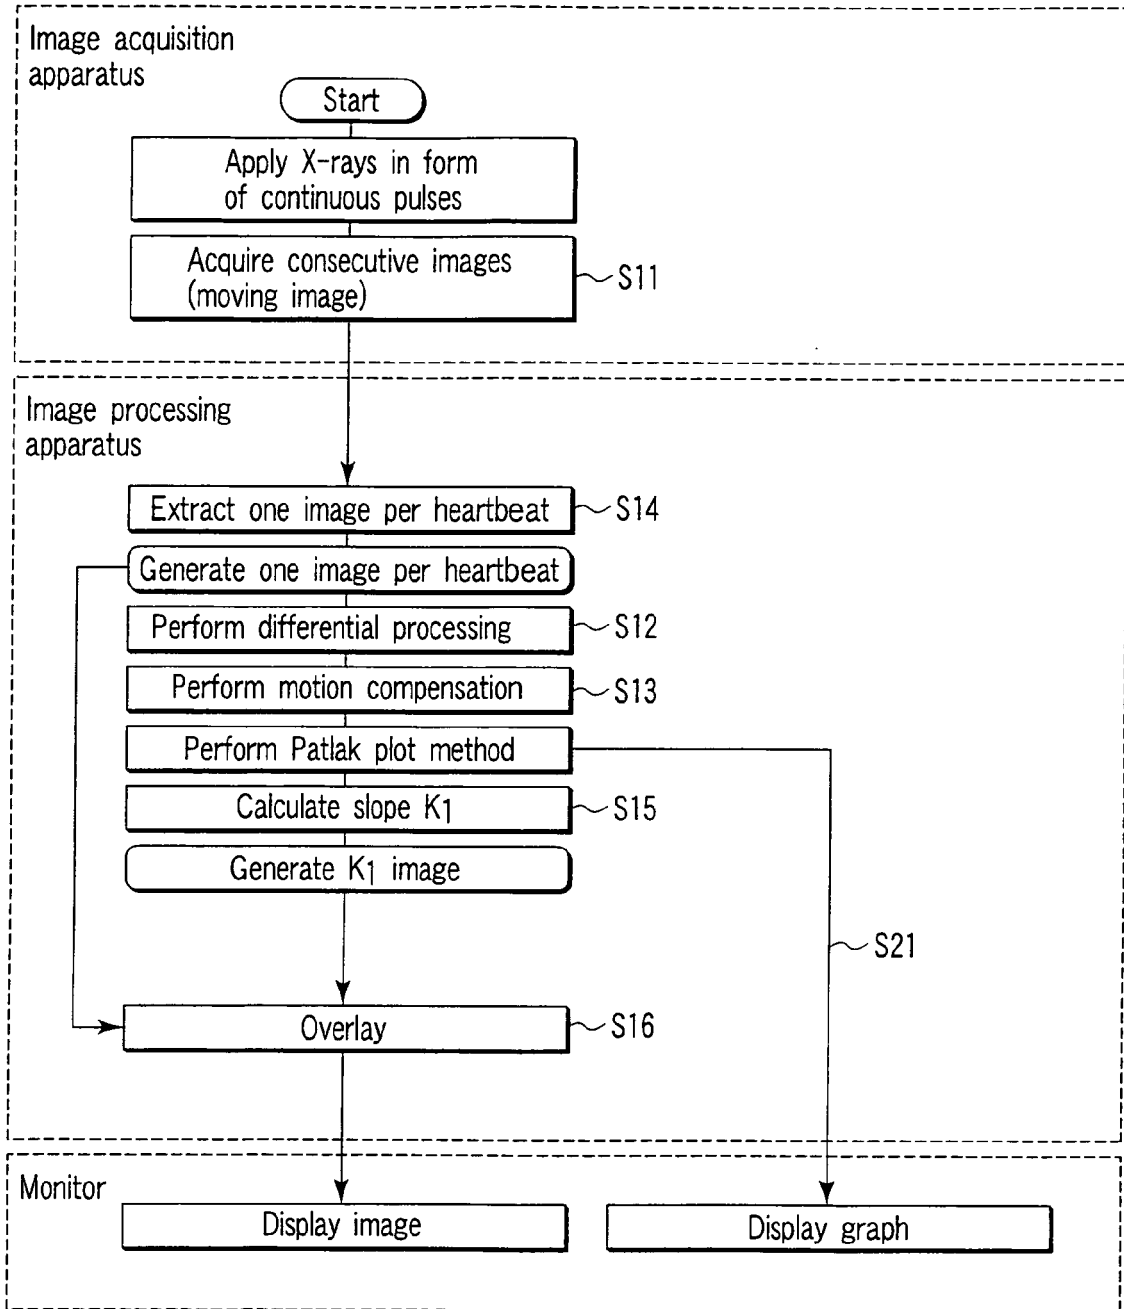 Image acquisition
apparatus
Start
Apply X-rays in form
of continuous pulses
Acquire consecutive images
(moving image)
S11
Image processing
apparatus
Extract one image per heartbeat
S14
Generate one image per heartbeat
Perform differential processing
S12
Perform motion compensation
S13
Perform Patlak plot method
Calculate slope K1
S15
Generate K1 image
S21
Overlay
S16
Monitor
Display image
Display graph